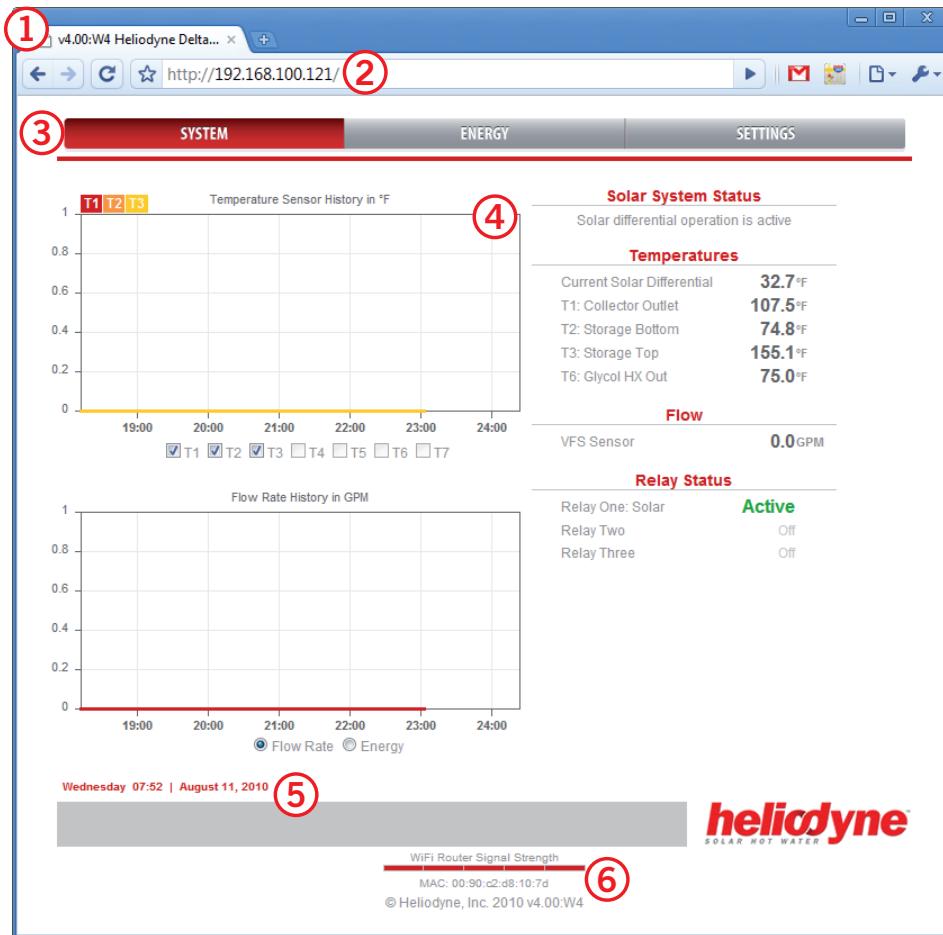 1
v4.00:W4 Heliodyne Delta...
http://192.168.100.121/
2
3
SYSTEM ENERGY SETTINGS
T1 T2 T3
Temperature Sensor History in °F
4
1
0.8
0.6
0.4
0.2
0
19:00 20:00 21:00 22:00 23:00 24:00
T1 T2 T3 T4 T5 T6 T7
Flow Rate History in GPM
1
0.8
0.6
0.4
0.2
0
19:00 20:00 21:00 22:00 23:00 24:00
Flow Rate Energy
Solar System Status
Solar differential operation is active
Temperatures
Current Solar Differential 32.7°F
T1: Collector Outlet 107.5°F
T2: Storage Bottom 74.8°F
T3: Storage Top 155.1°F
T6: Glycol HX Out 75.0°F
Flow
VFS Sensor 0.0GPM
Relay Status
Relay One: Solar Active
Relay Two Off
Relay Three Off
Wednesday 07:52 | August 11, 2010
5
heliodyne
SOLAR HOT WATER
WiFi Router Signal Strength
6
MAC: 00:90:c2:d8:10:7d
© Heliodyne, Inc. 2010 v4.00:W4